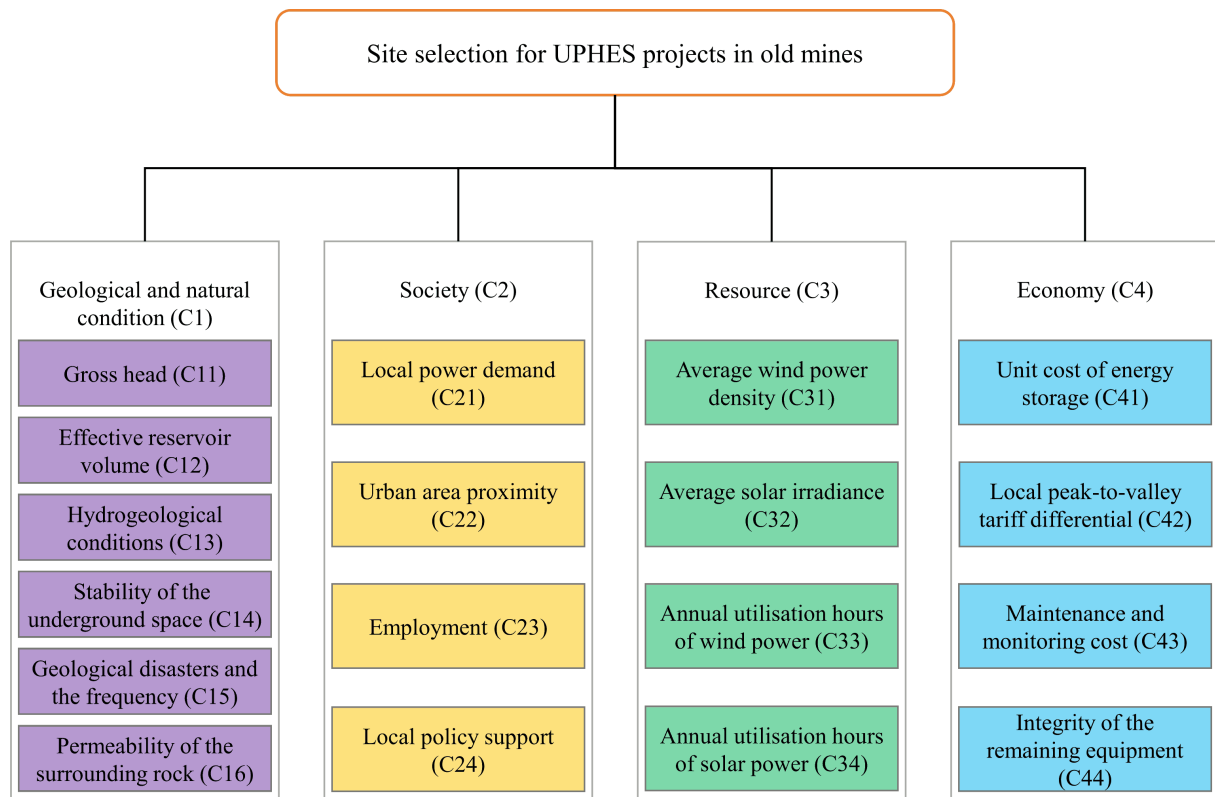 Site selection for UPHES projects in old mines
Geological and natural
condition (C1)
Gross head (C11)
Effective reservoir
volume (C12)
Hydrogeological
conditions (C13)
Stability of the
underground space (C14)
Geological disasters and
the frequency (C15)
Permeability of the
surrounding rock (C16)
Society (C2)
Local power demand
(C21)
Urban area proximity
(C22)
Employment (C23)
Local policy support
(C24)
Resource (C3)
Average wind power
density (C31)
Average solar irradiance
(C32)
Annual utilisation hours
of wind power (C33)
Annual utilisation hours
of solar power (C34)
Economy (C4)
Unit cost of energy
storage (C41)
Local peak-to-valley
tariff differential (C42)
Maintenance and
monitoring cost (C43)
Integrity of the
remaining equipment
(C44)